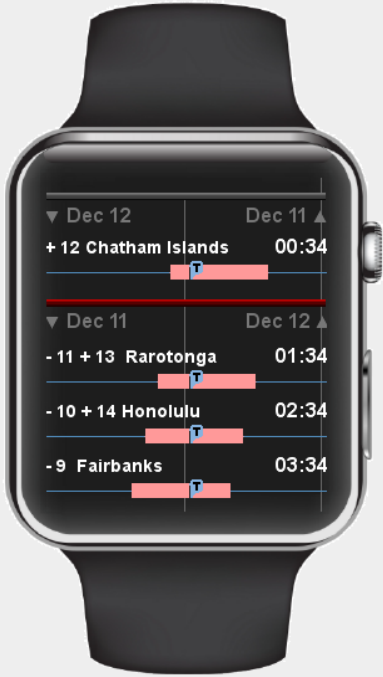 ▼ Dec 12 Dec 11 ▲
+ 12 Chatham Islands 00:34
T
▼ Dec 11 Dec 12 ▲
- 11 + 13 Rarotonga 01:34
T
- 10 + 14 Honolulu 02:34
T
- 9 Fairbanks 03:34
T